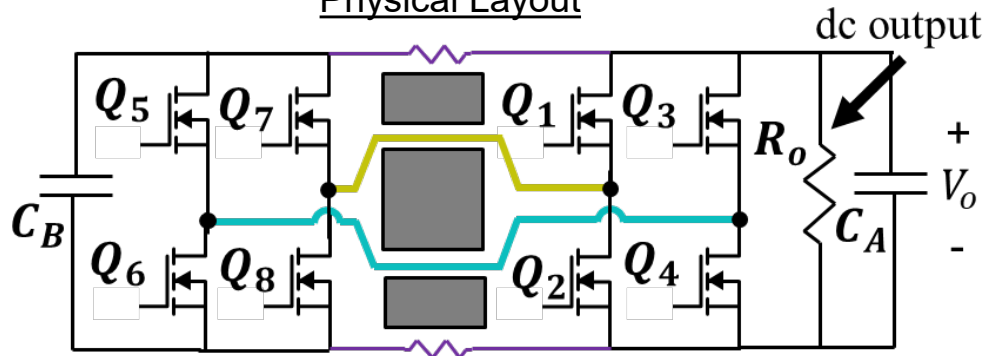 Physical Layout
dc output
Q5
Q7
Q1
Q3
Ro
+
Vo
-
CB
CA
Q6
Q8
Q2
Q4